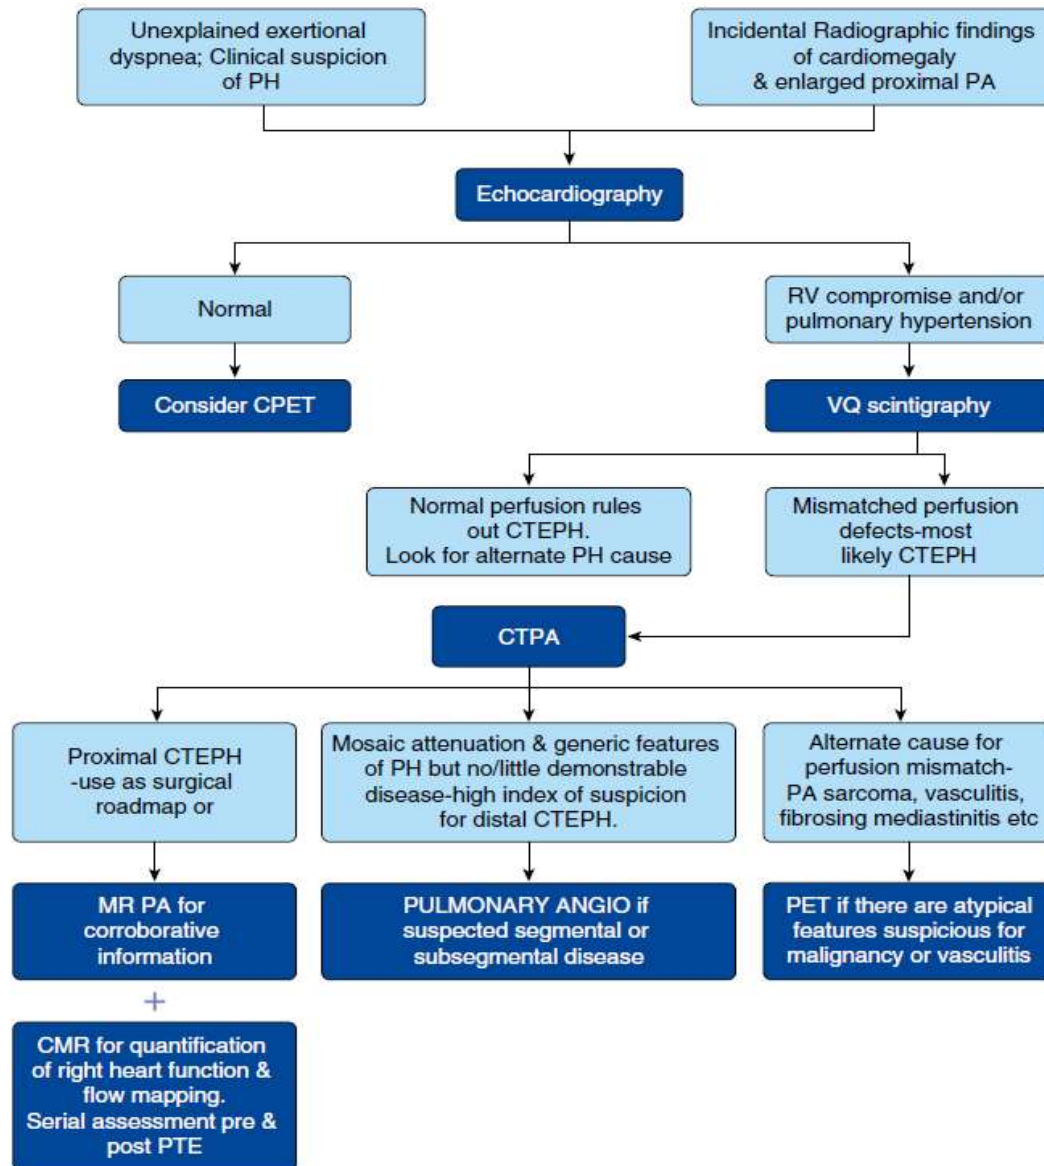 Unexplained exertional
dyspnea; Clinical suspicion
of PH
Incidental Radiographic findings
of cardiomegaly
& enlarged proximal PA
Echocardiography
Normal
RV compromise and/or
pulmonary hypertension
Consider CPET
VQ scintigraphy
Normal perfusion rules
out CTEPH.
Look for alternate PH cause
Mismatched perfusion
defects-most
likely CTEPH
CTPA
Proximal CTEPH
-use as surgical
roadmap or
Mosaic attenuation & generic features
of PH but no/little demonstrable
disease-high index of suspicion
for distal CTEPH.
Alternate cause for
perfusion mismatch-
PA sarcoma, vasculitis,
fibrosing mediastinitis etc
MR PA for
corroborative
information
PULMONARY ANGIO if
suspected segmental or
subsegmental disease
PET if there are atypical
features suspicious for
malignancy or vasculitis
+
CMR for quantification
of right heart function &
flow mapping.
Serial assessment pre &
post PTE